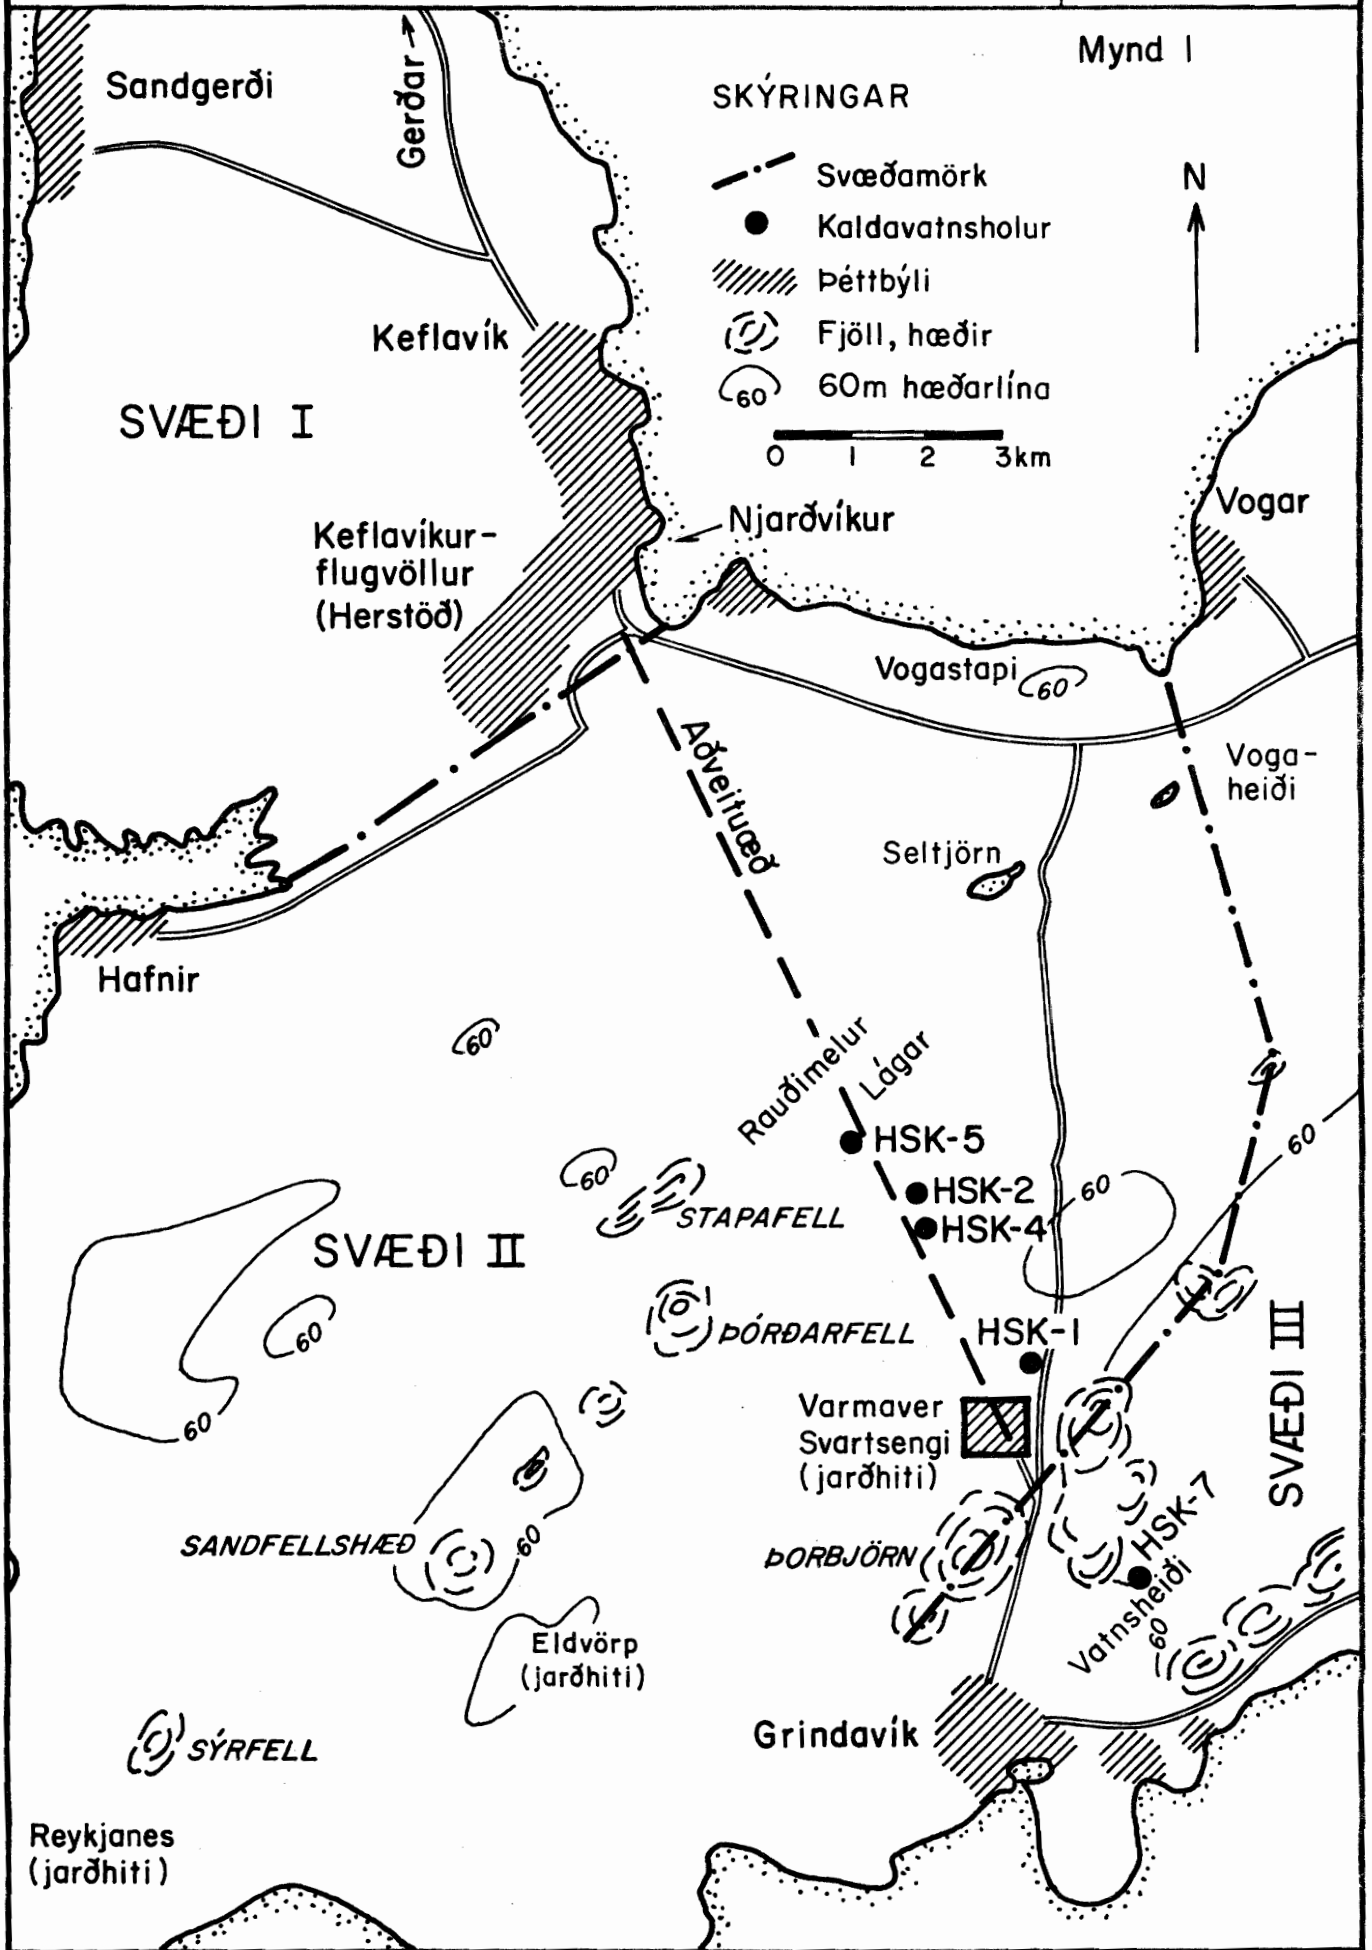 Mynd 1
Sandgerði
Gerðar
SKÝRINGAR
Svæðamörk
Kaldavatnsholur
Þéttbýli
Fjöll, hæðir
60
60m hæðarlína
0 1 2 3km
N
Keflavík
SVÆÐI I
Keflavíkur-
flugvöllur
(Herstöð)
Njarðvíkur
Vogar
Vogastapi
60
Voga-
heiði
Aðveituæð
Seltjörn
Hafnir
60
Rauðimelur
Lágar
HSK-5
60
60
HSK-2
60
STAPAFELL
HSK-4
SVÆÐI II
60
ÞÓRÐARFELL
HSK-1
SVÆÐI III
60
Varmaver
Svartsengi
(jarðhiti)
HSK-7
SANDFELLSHÆÐ
60
ÞORBJÖRN
Vatnsheiði
60
Eldvörp
(jarðhiti)
Grindavík
SÝRFELL
Reykjanes
(jarðhiti)